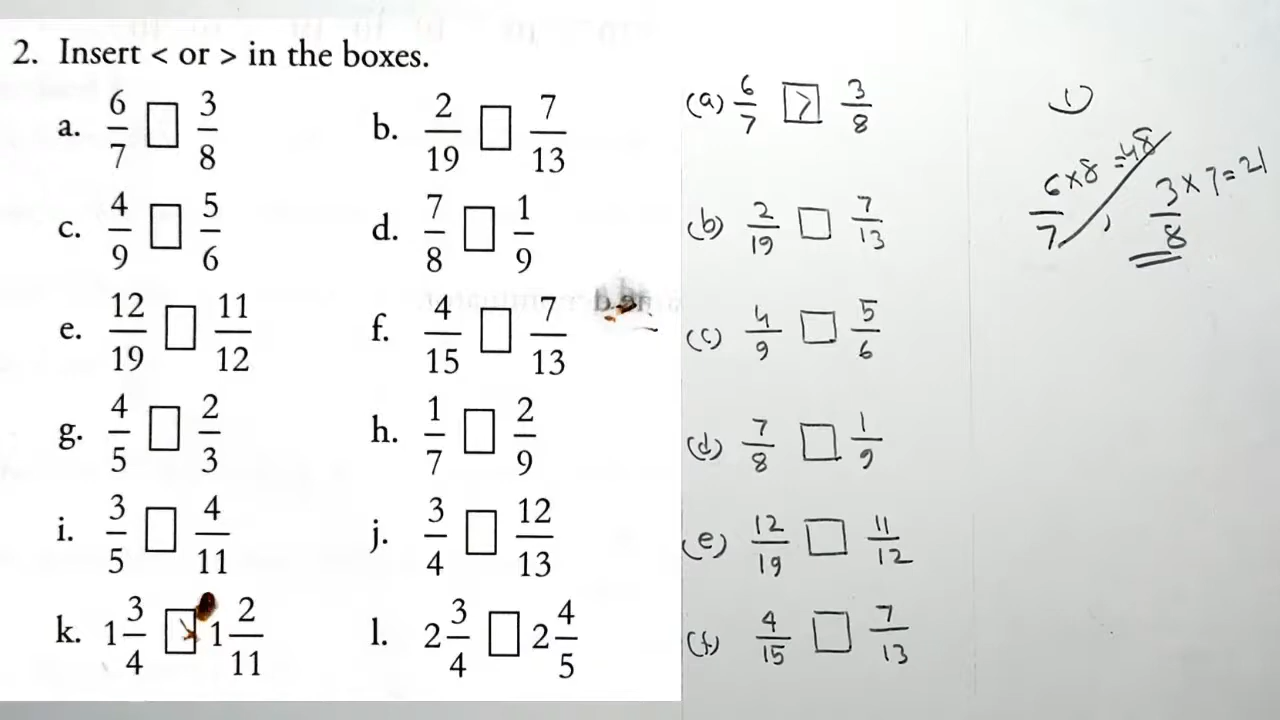 2. Insert < or > in the boxes.
a. 6/7 □ 3/8
b. 2/19 □ 7/13
c. 4/9 □ 5/6
d. 7/8 □ 1/9
e. 12/19 □ 11/12
f. 4/15 □ 7/13
g. 4/5 □ 2/3
h. 1/7 □ 2/9
i. 3/5 □ 4/11
j. 3/4 □ 12/13
k. 1 3/4 □ 1 2/11
l. 2 3/4 □ 2 4/5
(a) 6/7 > 3/8
(b) 2/19 □ 7/13
(c) 4/9 □ 5/6
(d) 7/8 □ 1/9
(e) 12/19 □ 11/12
(f) 4/15 □ 7/13
6×8=48
7
,
3×7=21
8